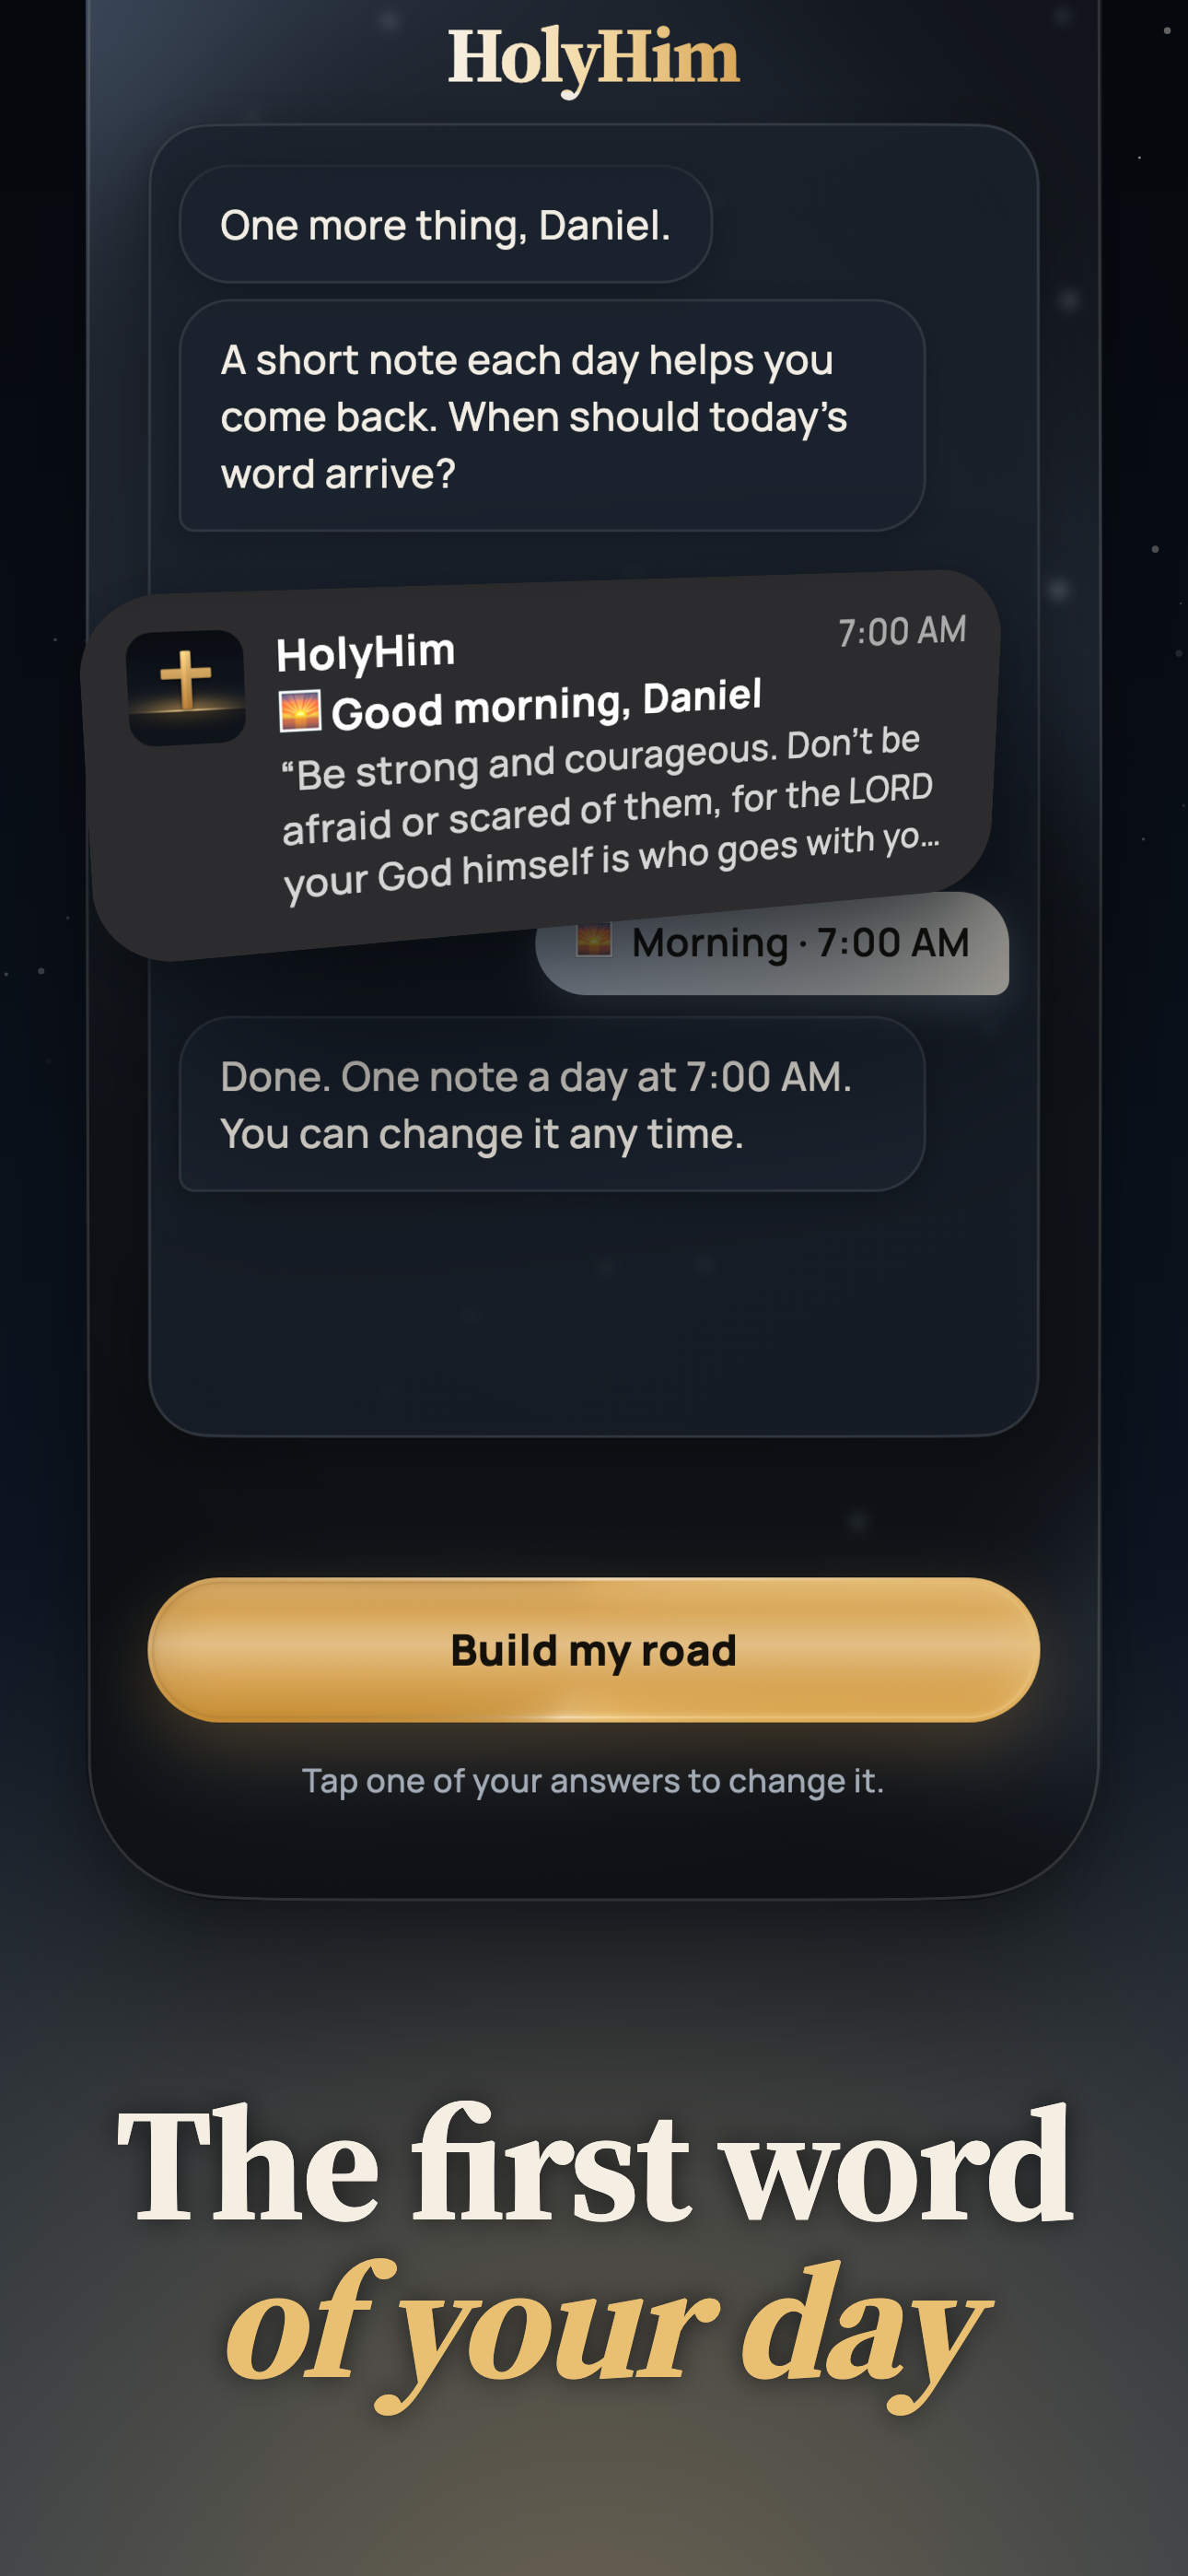 HolyHim
One more thing, Daniel.
A short note each day helps you
come back. When should today’s
word arrive?
HolyHim
7:00 AM
🌅 Good morning, Daniel
“Be strong and courageous. Don’t be
afraid or scared of them, for the LORD
your God himself is who goes with yo…
🌅 Morning · 7:00 AM
Done. One note a day at 7:00 AM.
You can change it any time.
Build my road
Tap one of your answers to change it.
The first word
of your day